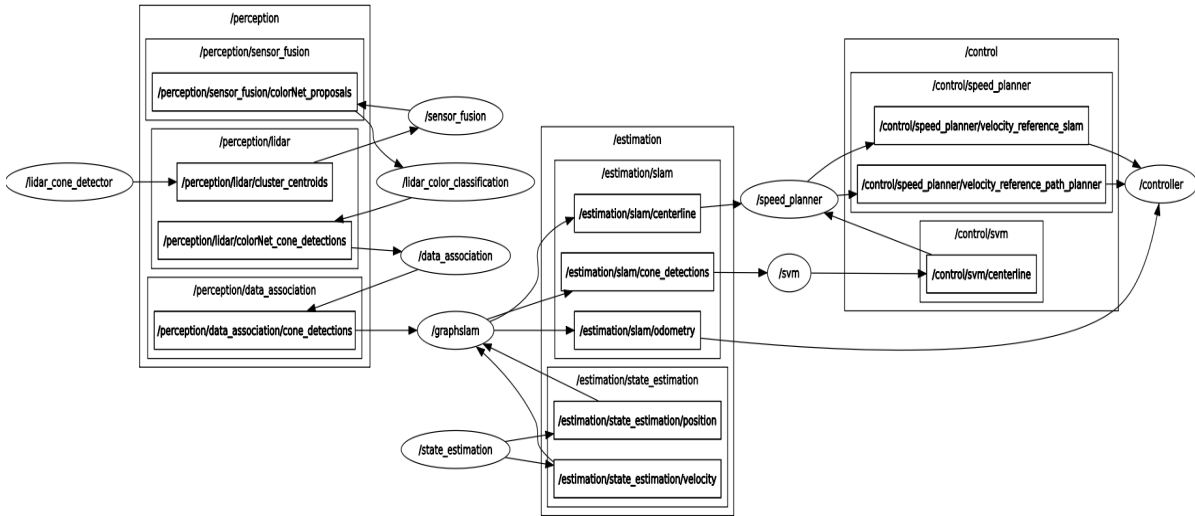 /perception
/perception/sensor_fusion
/perception/sensor_fusion/colorNet_proposals
/sensor_fusion
/perception/lidar
/lidar_cone_detector
/perception/lidar/cluster_centroids
/lidar_color_classification
/perception/lidar/colorNet_cone_detections
/data_association
/perception/data_association
/perception/data_association/cone_detections
/graphslam
/state_estimation
/estimation
/estimation/slam
/estimation/slam/centerline
/estimation/slam/cone_detections
/estimation/slam/odometry
/estimation/state_estimation
/estimation/state_estimation/position
/estimation/state_estimation/velocity
/speed_planner
/svm
/control
/control/speed_planner
/control/speed_planner/velocity_reference_slam
/control/speed_planner/velocity_reference_path_planner
/control/svm
/control/svm/centerline
/controller